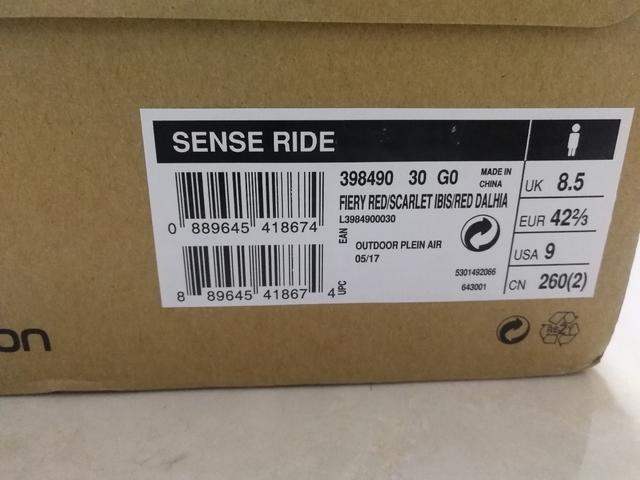 SENSE RIDE
398490 30 G0
MADE IN
CHINA
FIERY RED/SCARLET IBIS/RED DALHIA
L3984900030
0 889645 418674
EAN
OUTDOOR PLEIN AIR
05/17
5301492066
643001
8 89645 41867 4
UPC
UK 8.5
EUR 42⅔
USA 9
CN 260(2)
on
REZY